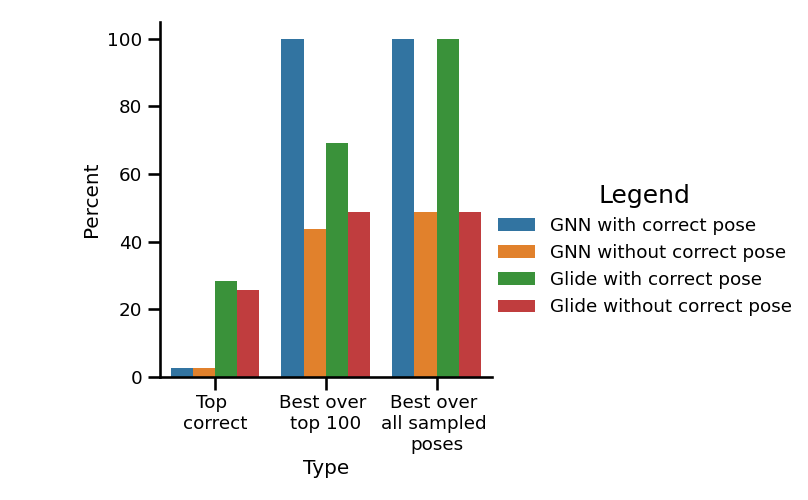 100
80
60
40
20
0
Percent
Top
correct
Best over
top 100
Best over
all sampled
poses
Type
Legend
GNN with correct pose
GNN without correct pose
Glide with correct pose
Glide without correct pose